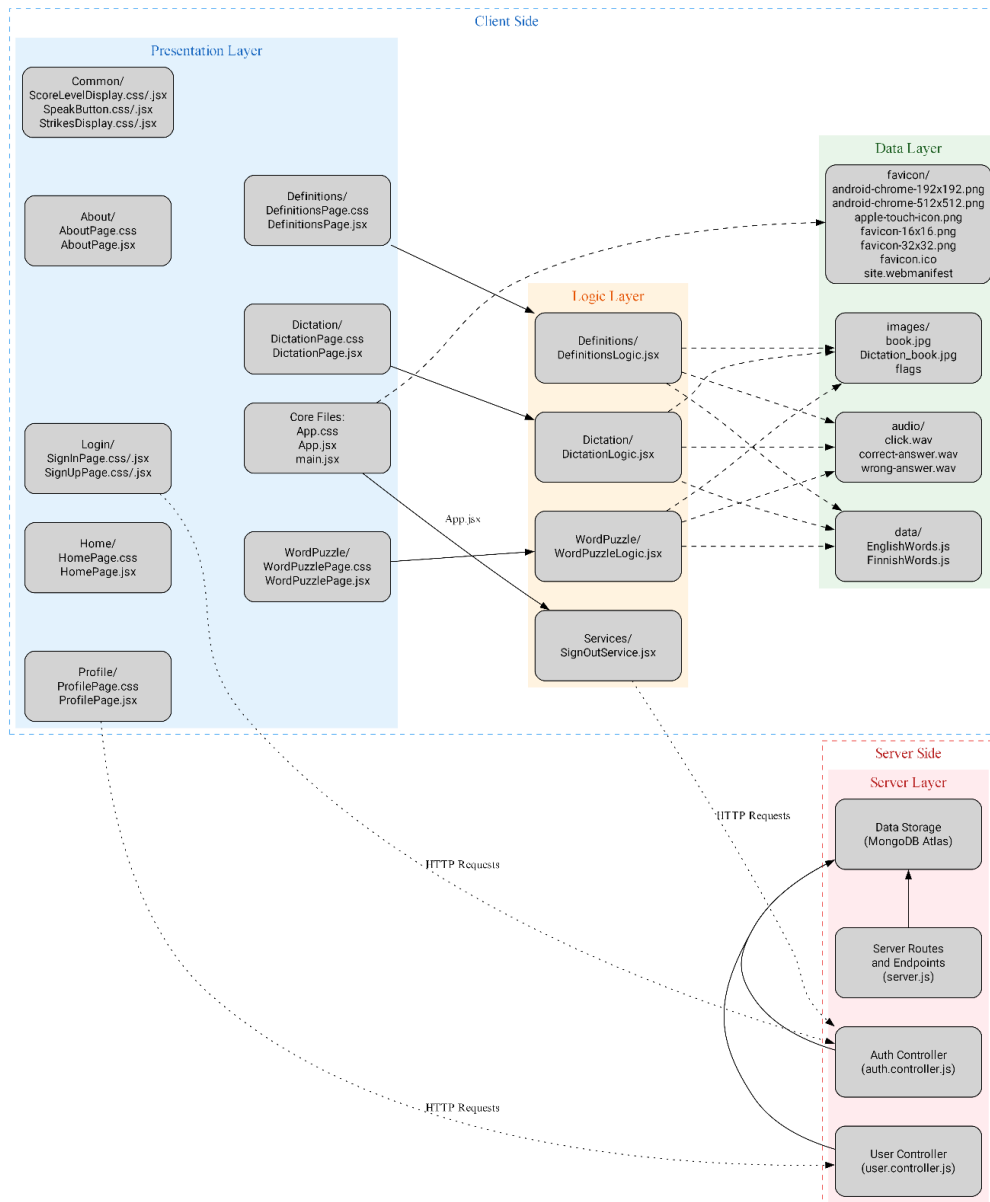 Client Side
Presentation Layer
Common/
ScoreLevelDisplay.css/.jsx
SpeakButton.css/.jsx
StrikesDisplay.css/.jsx
About/
AboutPage.css
AboutPage.jsx
Login/
SignInPage.css/.jsx
SignUpPage.css/.jsx
Home/
HomePage.css
HomePage.jsx
Profile/
ProfilePage.css
ProfilePage.jsx
Definitions/
DefinitionsPage.css
DefinitionsPage.jsx
Dictation/
DictationPage.css
DictationPage.jsx
Core Files:
App.css
App.jsx
main.jsx
WordPuzzle/
WordPuzzlePage.css
WordPuzzlePage.jsx
App.jsx
Logic Layer
Definitions/
DefinitionsLogic.jsx
Dictation/
DictationLogic.jsx
WordPuzzle/
WordPuzzleLogic.jsx
Services/
SignOutService.jsx
Data Layer
favicon/
android-chrome-192x192.png
android-chrome-512x512.png
apple-touch-icon.png
favicon-16x16.png
favicon-32x32.png
favicon.ico
site.webmanifest
images/
book.jpg
Dictation_book.jpg
flags
audio/
click.wav
correct-answer.wav
wrong-answer.wav
data/
EnglishWords.js
FinnishWords.js
Server Side
Server Layer
Data Storage
(MongoDB Atlas)
Server Routes
and Endpoints
(server.js)
Auth Controller
(auth.controller.js)
User Controller
(user.controller.js)
HTTP Requests
HTTP Requests
HTTP Requests